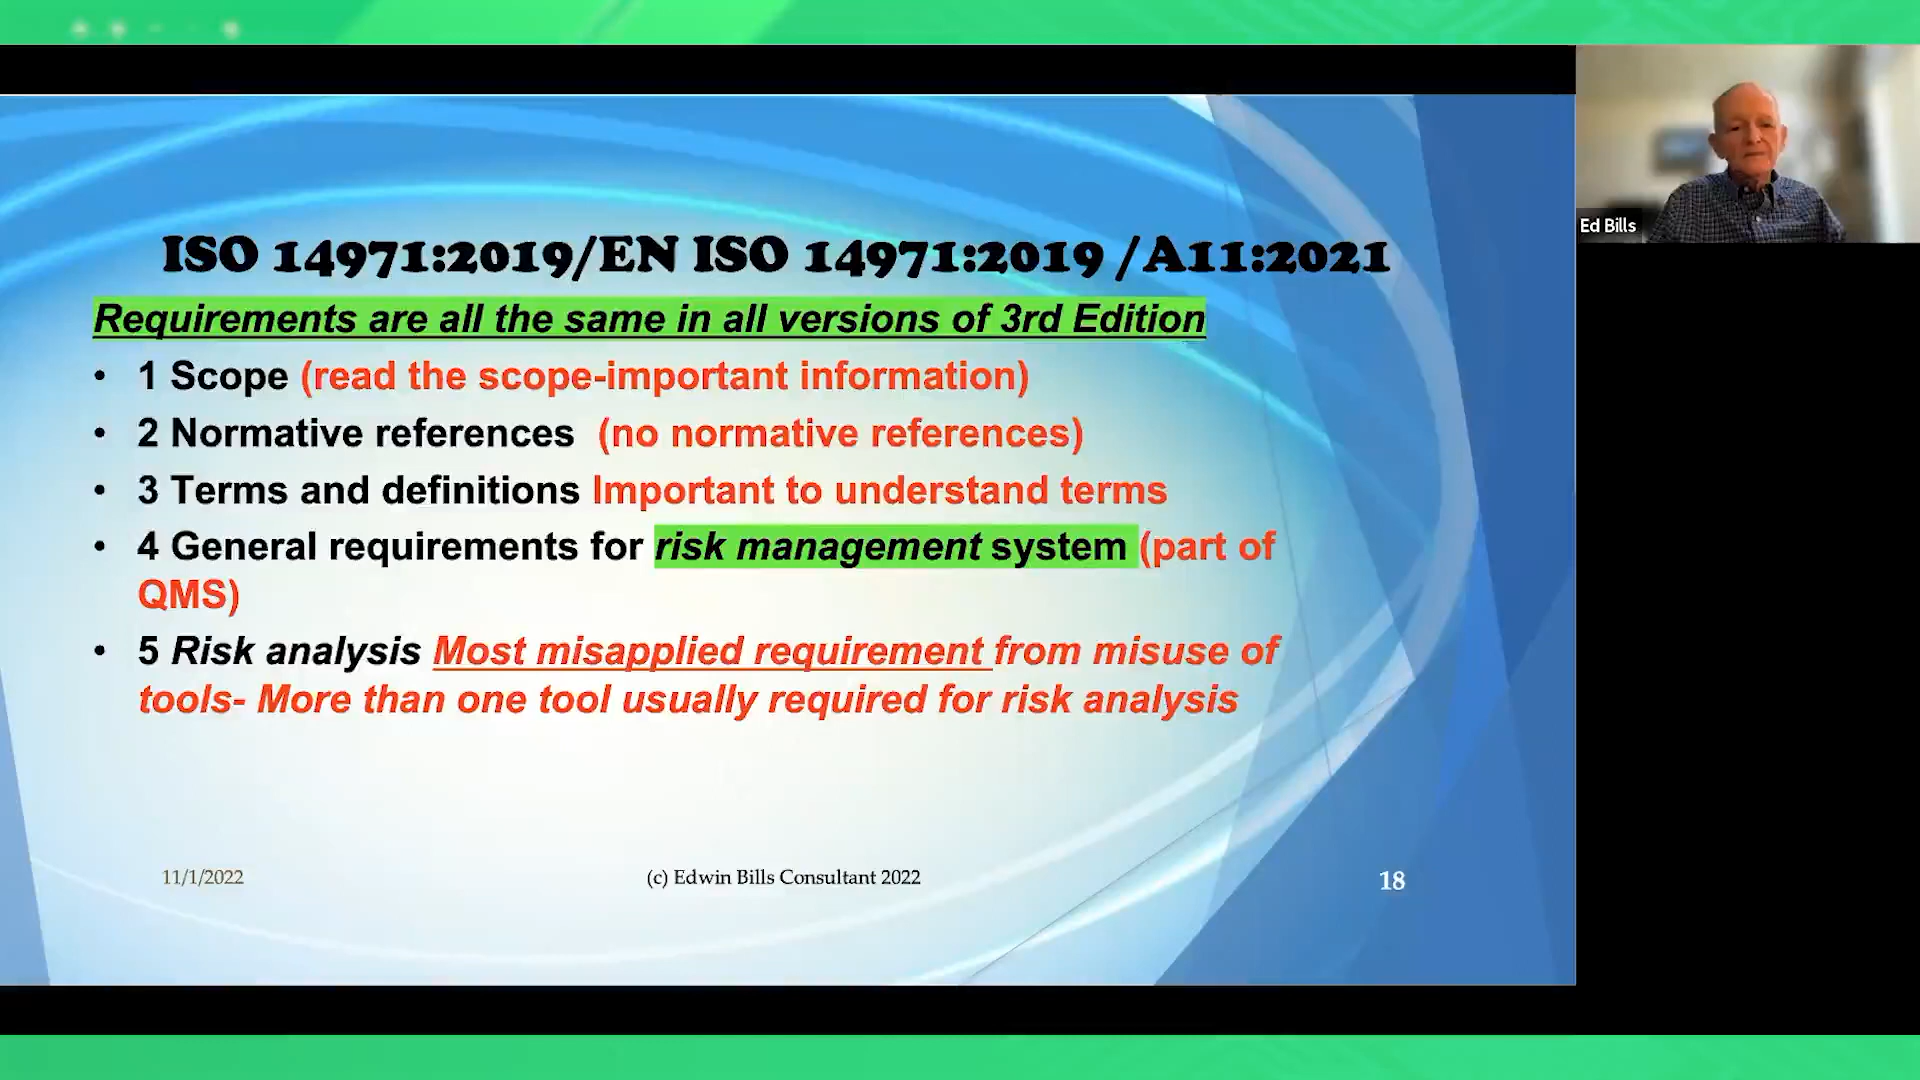 ISO 14971:2019/EN ISO 14971:2019 /A11:2021
Requirements are all the same in all versions of 3rd Edition
• 1 Scope (read the scope-important information)
• 2 Normative references (no normative references)
• 3 Terms and definitions Important to understand terms
• 4 General requirements for risk management system (part of
QMS)
• 5 Risk analysis Most misapplied requirement from misuse of
tools- More than one tool usually required for risk analysis
11/1/2022
(c) Edwin Bills Consultant 2022
18
Ed Bills